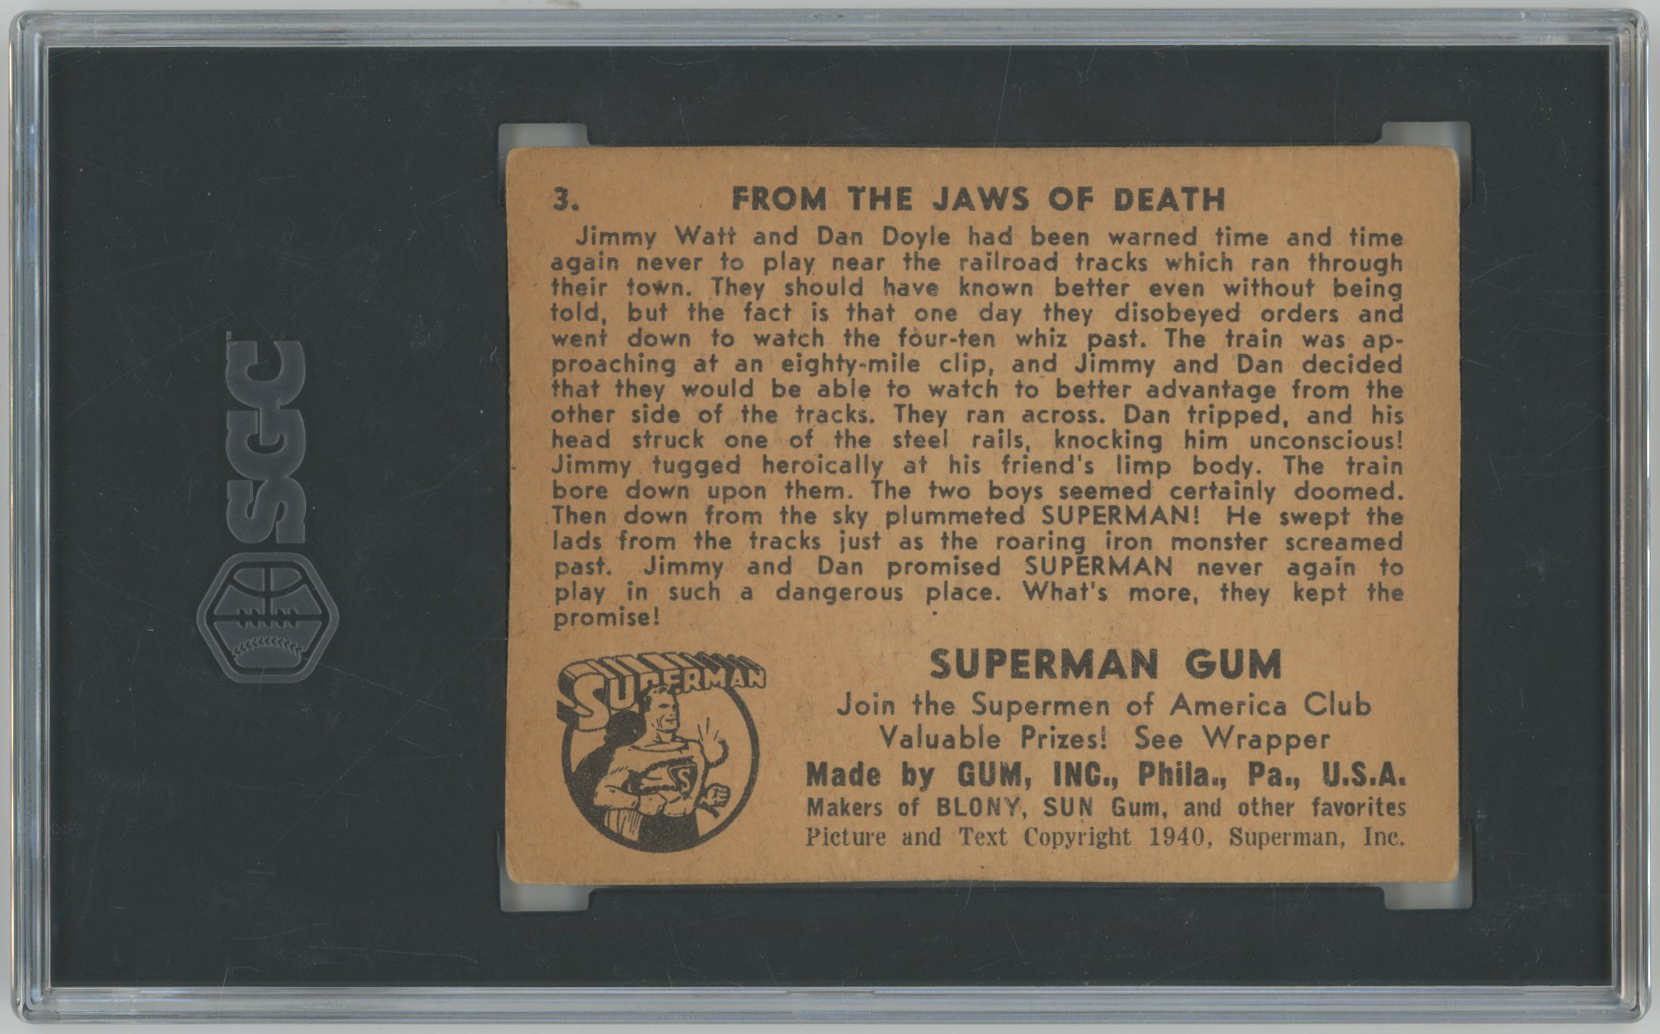 SGC
3. FROM THE JAWS OF DEATH
Jimmy Watt and Dan Doyle had been warned time and time
again never to play near the railroad tracks which ran through
their town. They should have known better even without being
told, but the fact is that one day they disobeyed orders and
went down to watch the four-ten whiz past. The train was ap-
proaching at an eighty-mile clip, and Jimmy and Dan decided
that they would be able to watch to better advantage from the
other side of the tracks. They ran across. Dan tripped, and his
head struck one of the steel rails, knocking him unconscious!
Jimmy tugged heroically at his friend's limp body. The train
bore down upon them. The two boys seemed certainly doomed.
Then down from the sky plummeted SUPERMAN! He swept the
lads from the tracks just as the roaring iron monster screamed
past. Jimmy and Dan promised SUPERMAN never again to
play in such a dangerous place. What's more, they kept the
promise!
SUPERMAN
S
SUPERMAN GUM
Join the Supermen of America Club
Valuable Prizes! See Wrapper
Made by GUM, INC., Phila., Pa., U.S.A.
Makers of BLONY, SUN Gum, and other favorites
Picture and Text Copyright 1940, Superman, Inc.